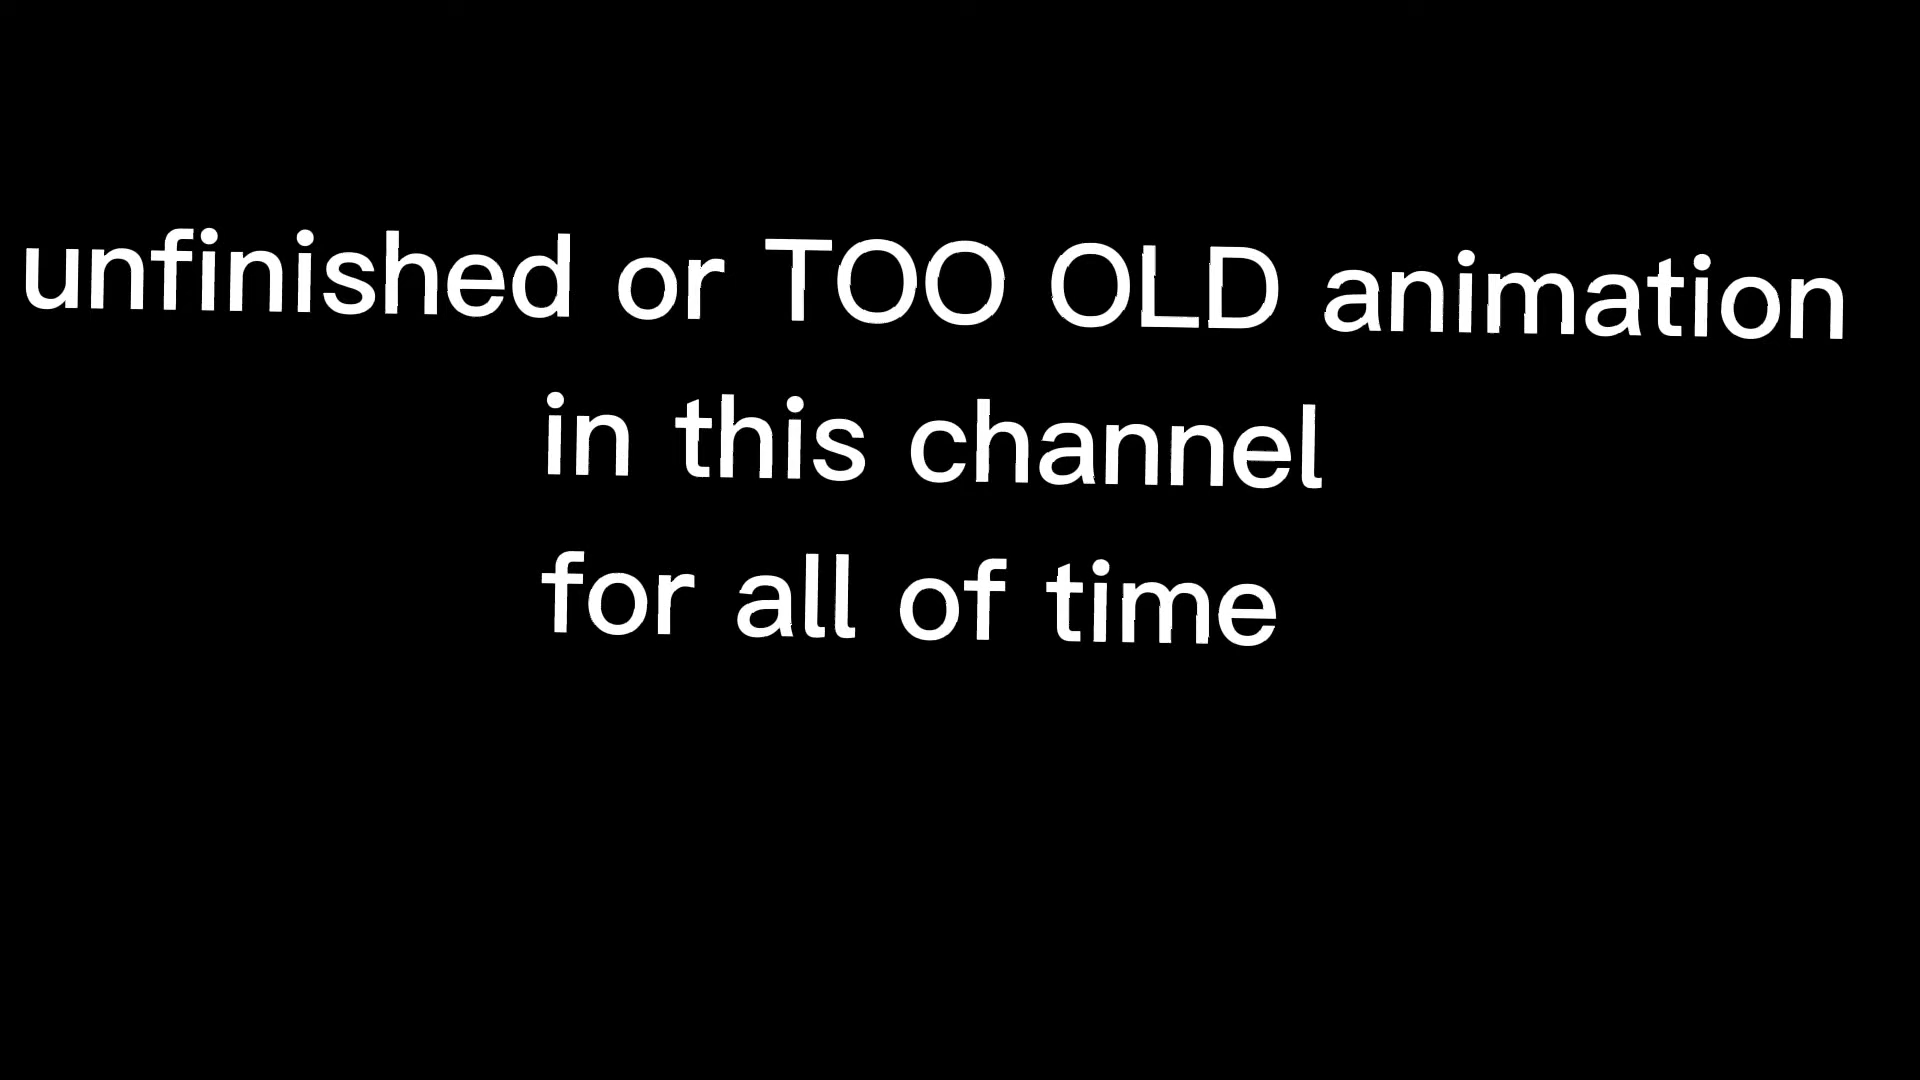 unfinished or TOO OLD animation
in this channel
for all of time